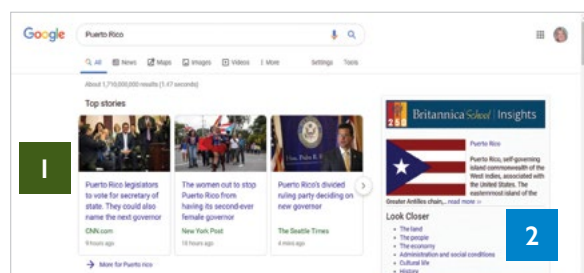 Google
Puerto Rico
All News Maps Images Videos More Settings Tools
About 1,710,000,000 results (1.47 seconds)
Top stories
Puerto Rico legislators
to vote for secretary of
state. They could also
name the next governor
CNN.com
9 hours ago
The women out to stop
Puerto Rico from
having its second-ever
female governor
New York Post
18 hours ago
Puerto Rico's divided
ruling party deciding on
new governor
The Seattle Times
4 mins ago
More for Puerto rico
1
250 Britannica School Insights
Puerto Rico
Puerto Rico, self-governing
island commonwealth of the
West Indies, associated with
the United States. The
easternmost island of the
Greater Antilles chain,.. read more »
Look Closer
The land
The people
The economy
Administration and social conditions
Cultural life
History
2